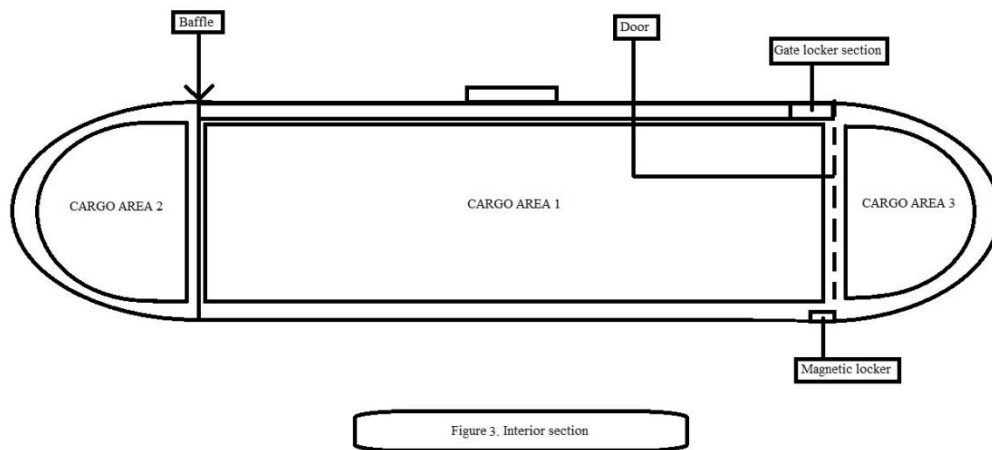 Baffle
Door
Gate locker section
CARGO AREA 2
CARGO AREA 1
CARGO AREA 3
Magnetic locker
Figure 3. Interior section